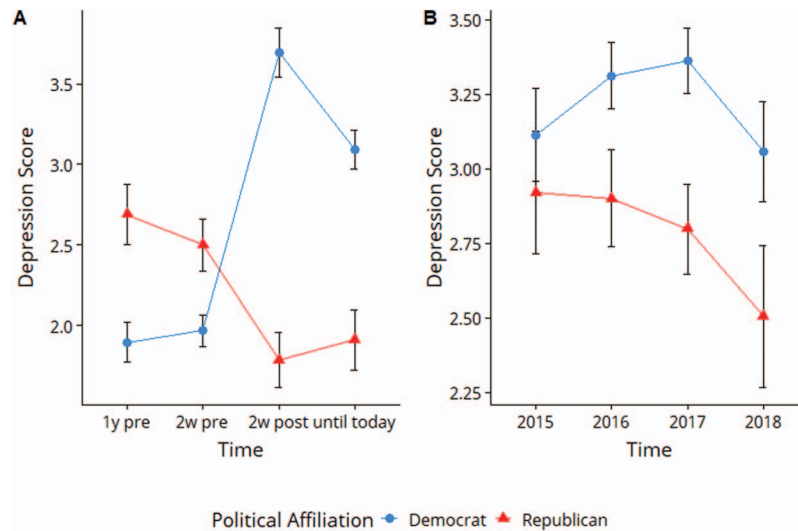 A
Depression Score
3.5
3.0
2.5
2.0
1y pre 2w pre 2w post until today
Time
B
Depression Score
3.50
3.25
3.00
2.75
2.50
2.25
2015 2016 2017 2018
Time
Political Affiliation Democrat Republican